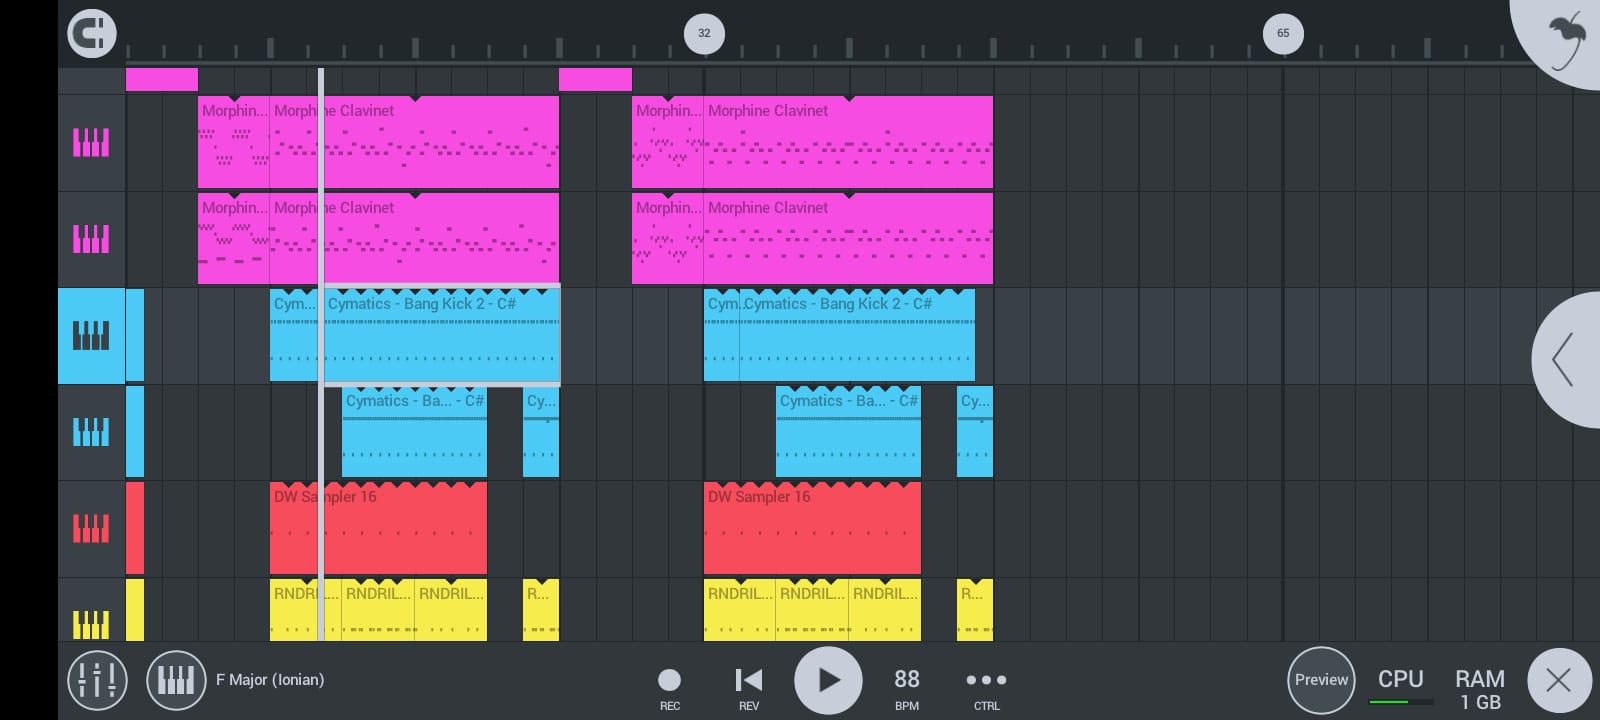 32
65
Morphin...
Morphine Clavinet
Morphin...
Morphine Clavinet
Morphin...
Morphine Clavinet
Morphin...
Morphine Clavinet
Cym...
Cymatics - Bang Kick 2 - C#
Cym...
Cymatics - Bang Kick 2 - C#
Cymatics - Ba... - C#
Cy...
Cymatics - Ba... - C#
Cy...
DW Sampler 16
DW Sampler 16
RNDRIL...
RNDRIL...
RNDRIL...
R...
RNDRIL...
RNDRIL...
RNDRIL...
R...
F Major (Ionian)
REC
REV
88
BPM
CTRL
Preview
CPU
RAM
1 GB